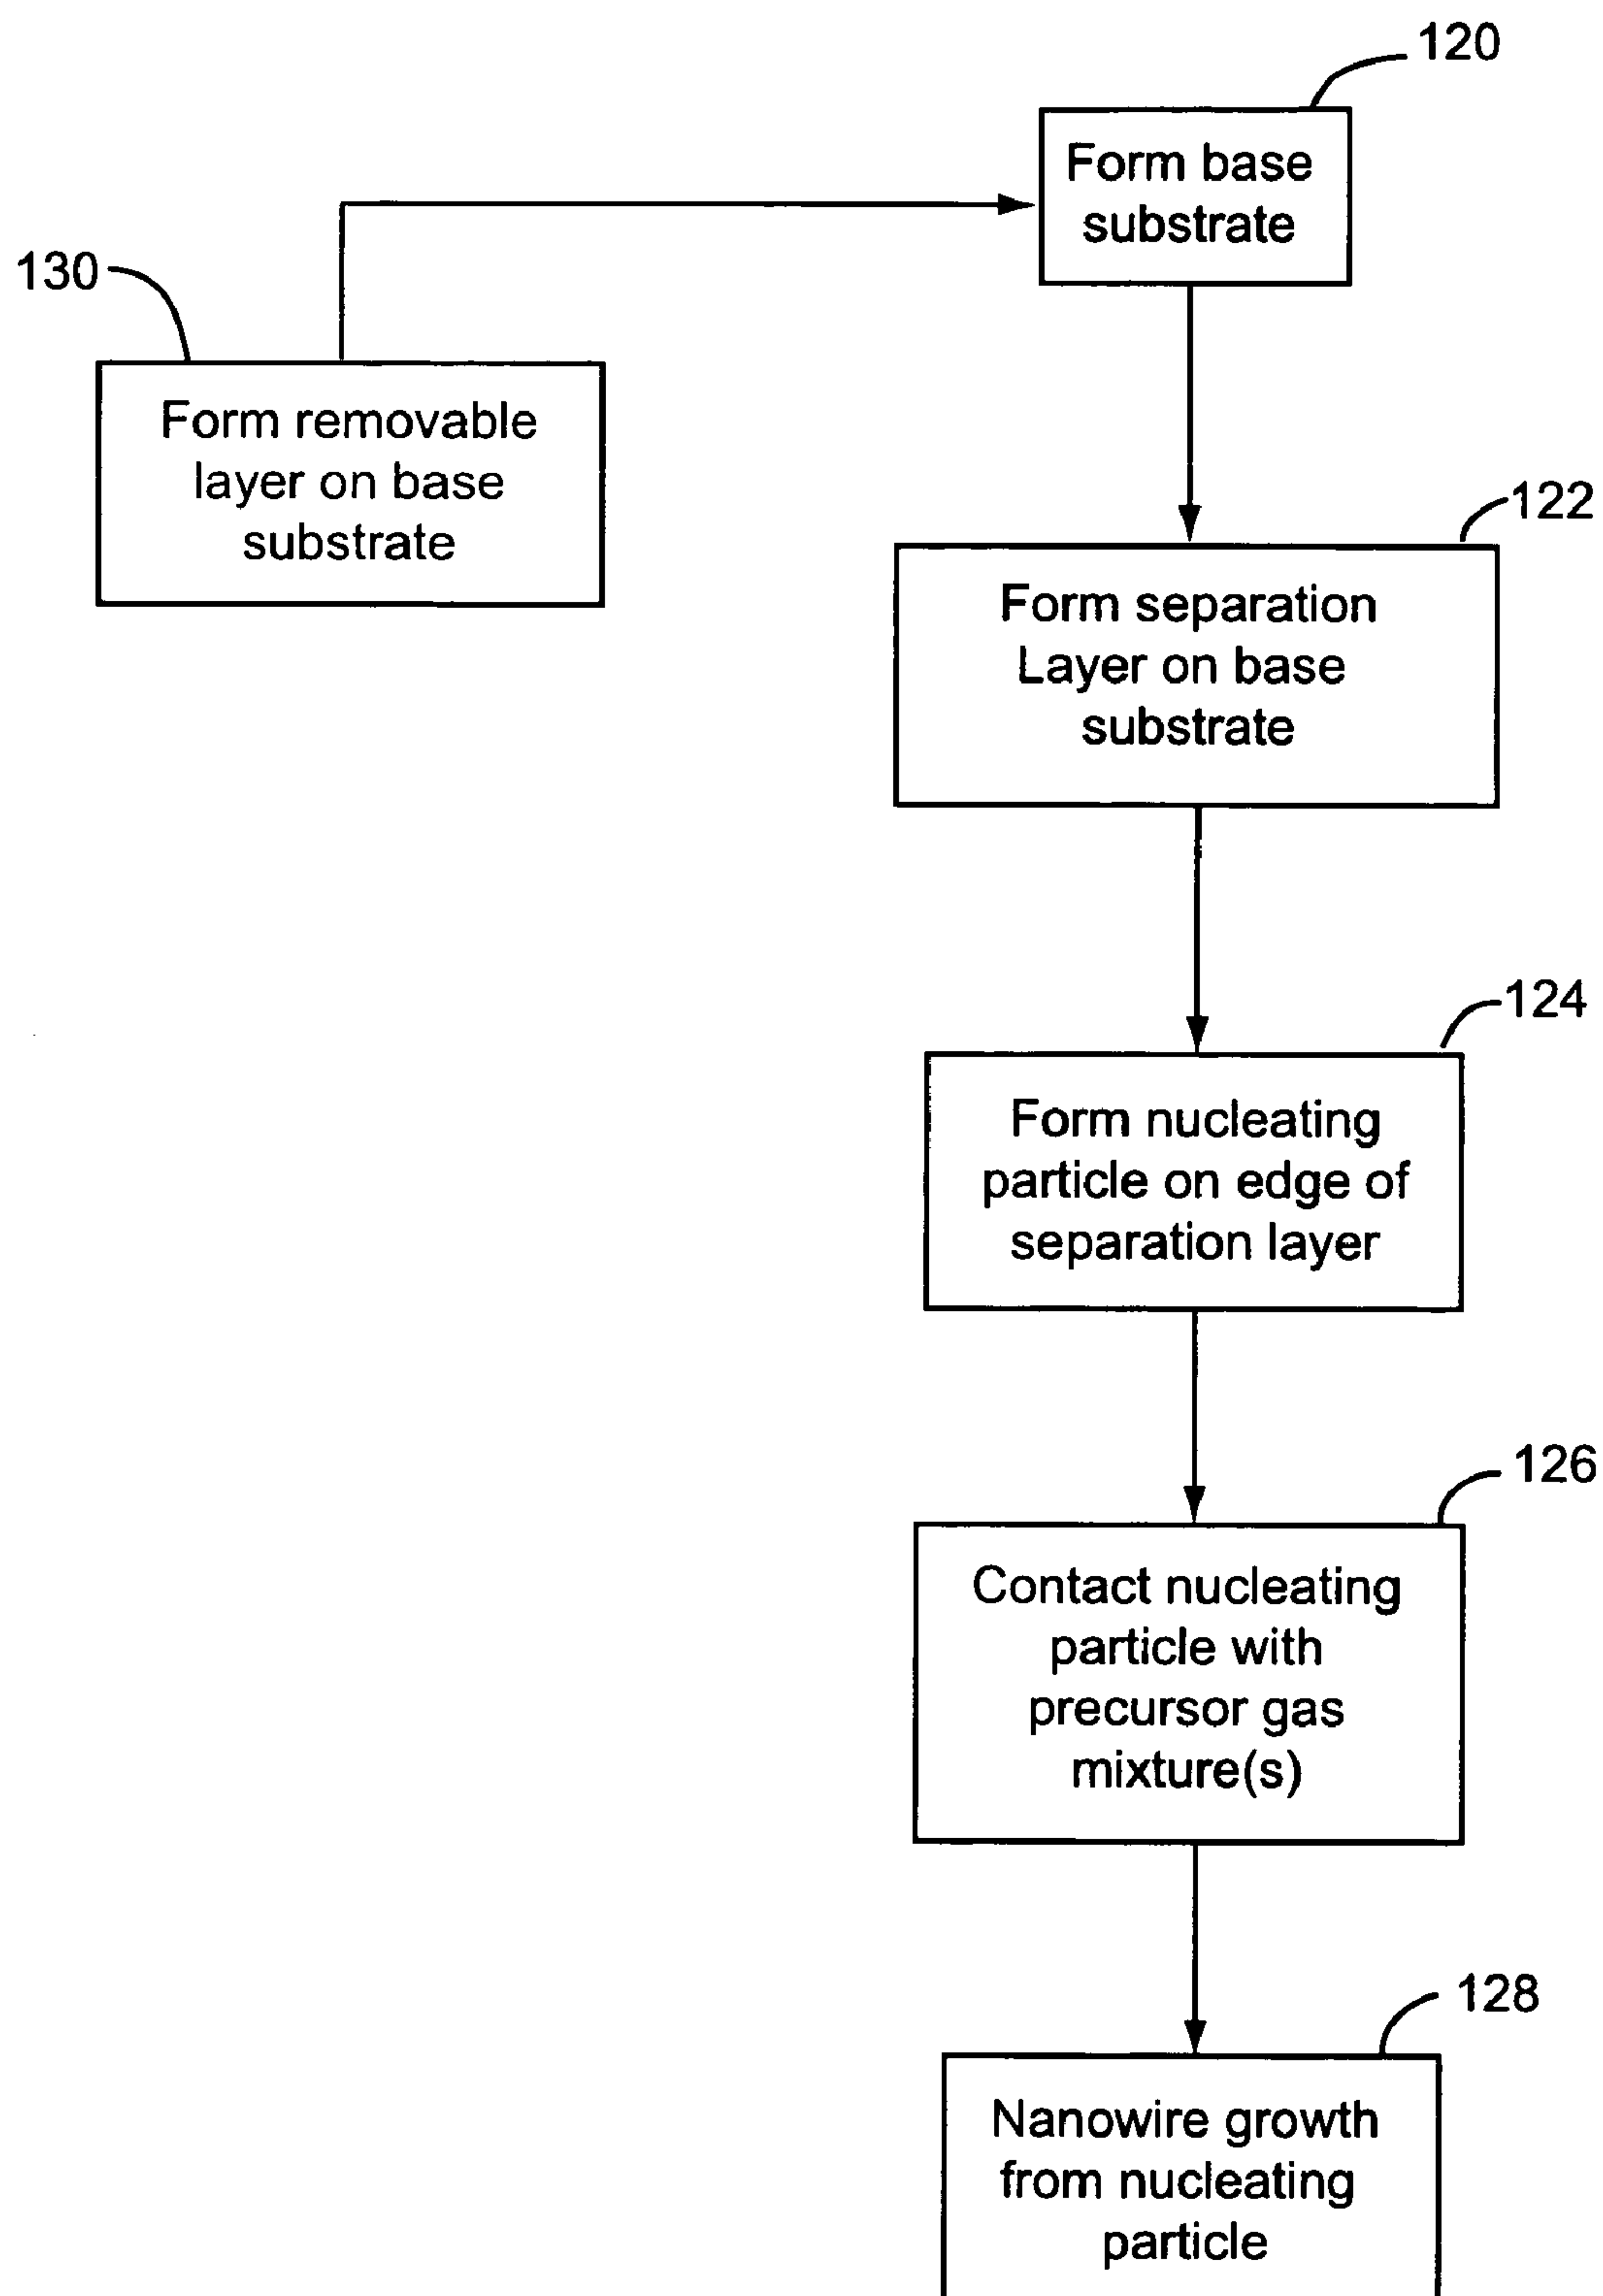 120
Form base
substrate
130
Form removable
layer on base
substrate
122
Form separation
Layer on base
substrate
124
Form nucleating
particle on edge of
separation layer
126
Contact nucleating
particle with
precursor gas
mixture(s)
128
Nanowire growth
from nucleating
particle